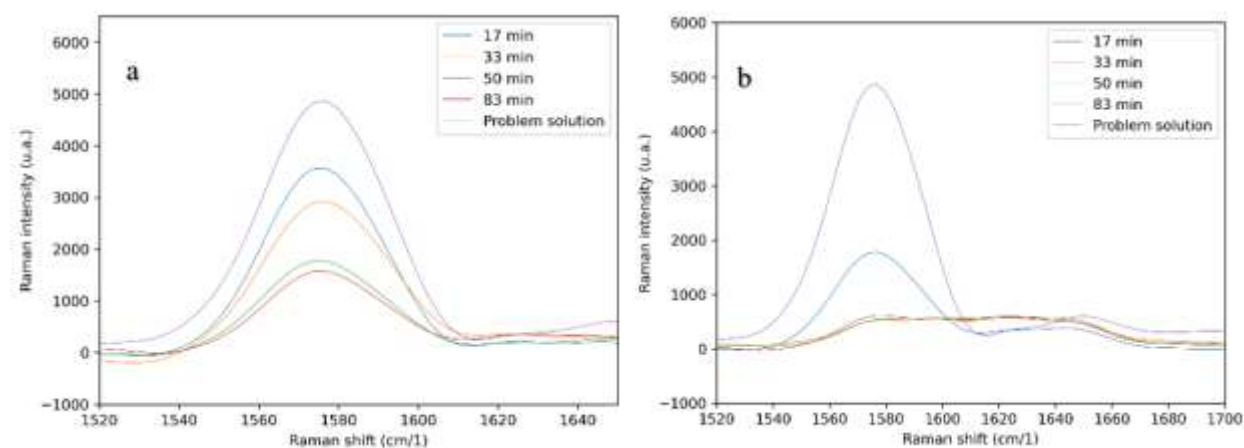 a
6000
5000
4000
3000
2000
1000
0
−1000
Raman intensity (u.a.)
17 min
33 min
50 min
83 min
Problem solution
1520 1540 1560 1580 1600 1620 1640
Raman shift (cm/1)
b
6000
5000
4000
3000
2000
1000
0
−1000
Raman intensity (u.a.)
17 min
33 min
50 min
83 min
Problem solution
1520 1540 1560 1580 1600 1620 1640 1660 1680 1700
Raman shift (cm/1)